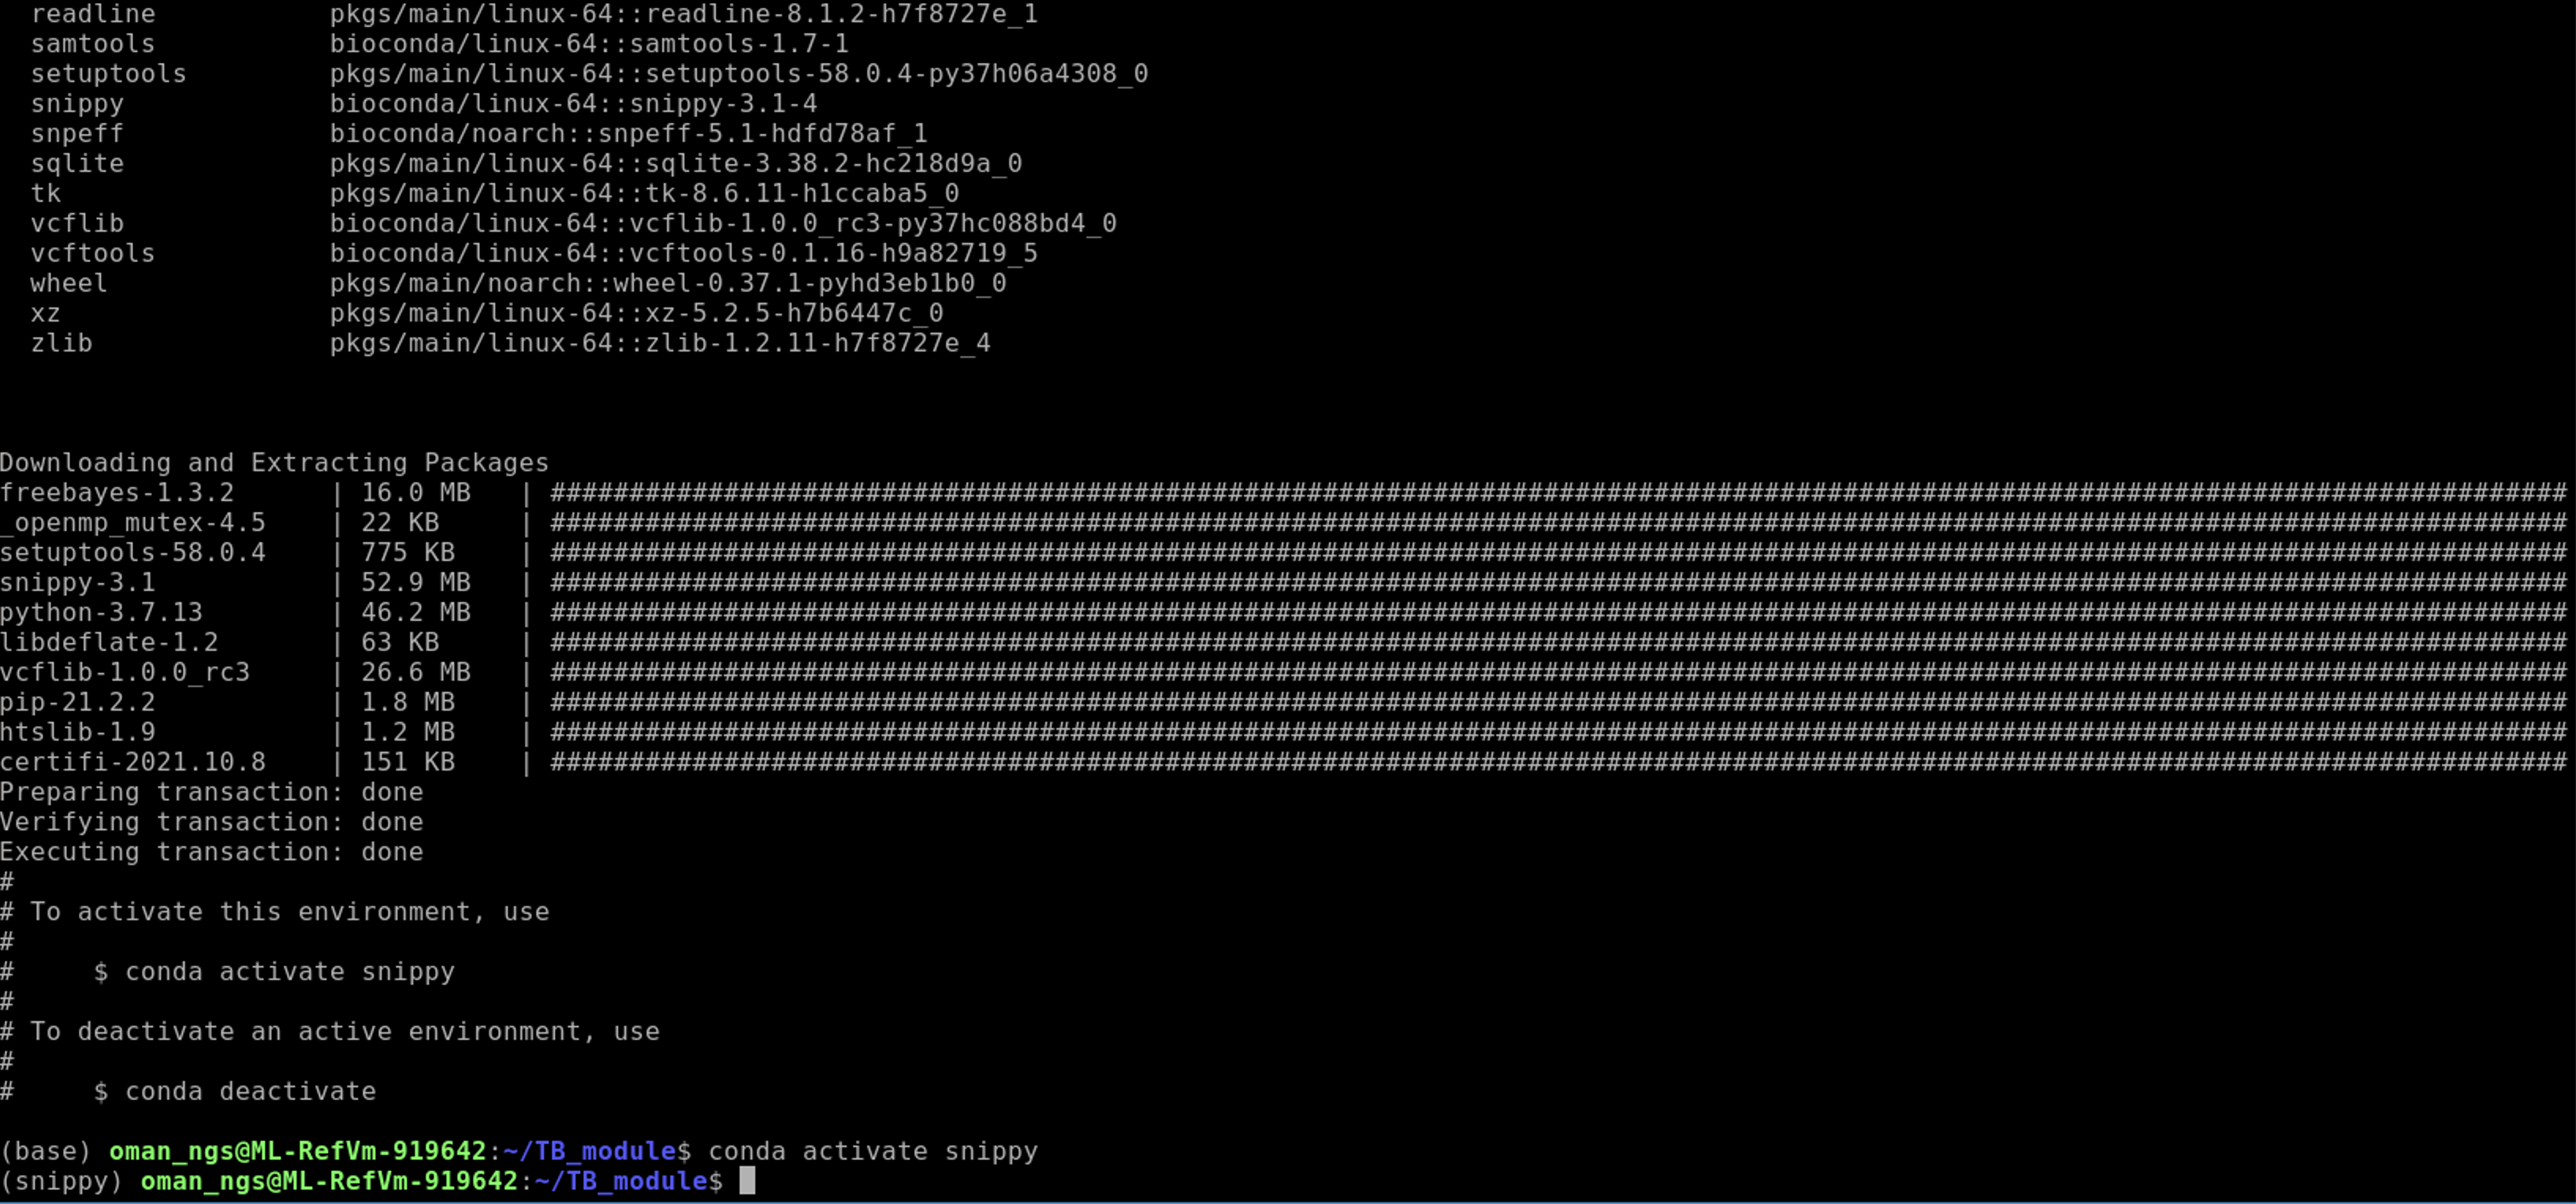 readline           pkgs/main/linux-64::readline-8.1.2-h7f8727e_1
samtools           bioconda/linux-64::samtools-1.7-1
setuptools         pkgs/main/linux-64::setuptools-58.0.4-py37h06a4308_0
snippy             bioconda/linux-64::snippy-3.1-4
snpeff             bioconda/noarch::snpeff-5.1-hdfd78af_1
sqlite             pkgs/main/linux-64::sqlite-3.38.2-hc218d9a_0
tk                 pkgs/main/linux-64::tk-8.6.11-h1ccaba5_0
vcflib             bioconda/linux-64::vcflib-1.0.0_rc3-py37hc088bd4_0
vcftools           bioconda/linux-64::vcftools-0.1.16-h9a82719_5
wheel              pkgs/main/noarch::wheel-0.37.1-pyhd3eb1b0_0
xz                 pkgs/main/linux-64::xz-5.2.5-h7b6447c_0
zlib               pkgs/main/linux-64::zlib-1.2.11-h7f8727e_4
Downloading and Extracting Packages
freebayes-1.3.2      | 16.0 MB   | ################################################################################################################################
_openmp_mutex-4.5    | 22 KB     | ################################################################################################################################
setuptools-58.0.4    | 775 KB    | ################################################################################################################################
snippy-3.1           | 52.9 MB   | ################################################################################################################################
python-3.7.13        | 46.2 MB   | ################################################################################################################################
libdeflate-1.2       | 63 KB     | ################################################################################################################################
vcflib-1.0.0_rc3     | 26.6 MB   | ################################################################################################################################
pip-21.2.2           | 1.8 MB    | ################################################################################################################################
htslib-1.9           | 1.2 MB    | ################################################################################################################################
certifi-2021.10.8    | 151 KB    | ################################################################################################################################
Preparing transaction: done
Verifying transaction: done
Executing transaction: done
#
# To activate this environment, use
#
#     $ conda activate snippy
#
# To deactivate an active environment, use
#
#     $ conda deactivate
(base) oman_ngs@ML-RefVm-919642:~/TB_module$ conda activate snippy
(snippy) oman_ngs@ML-RefVm-919642:~/TB_module$